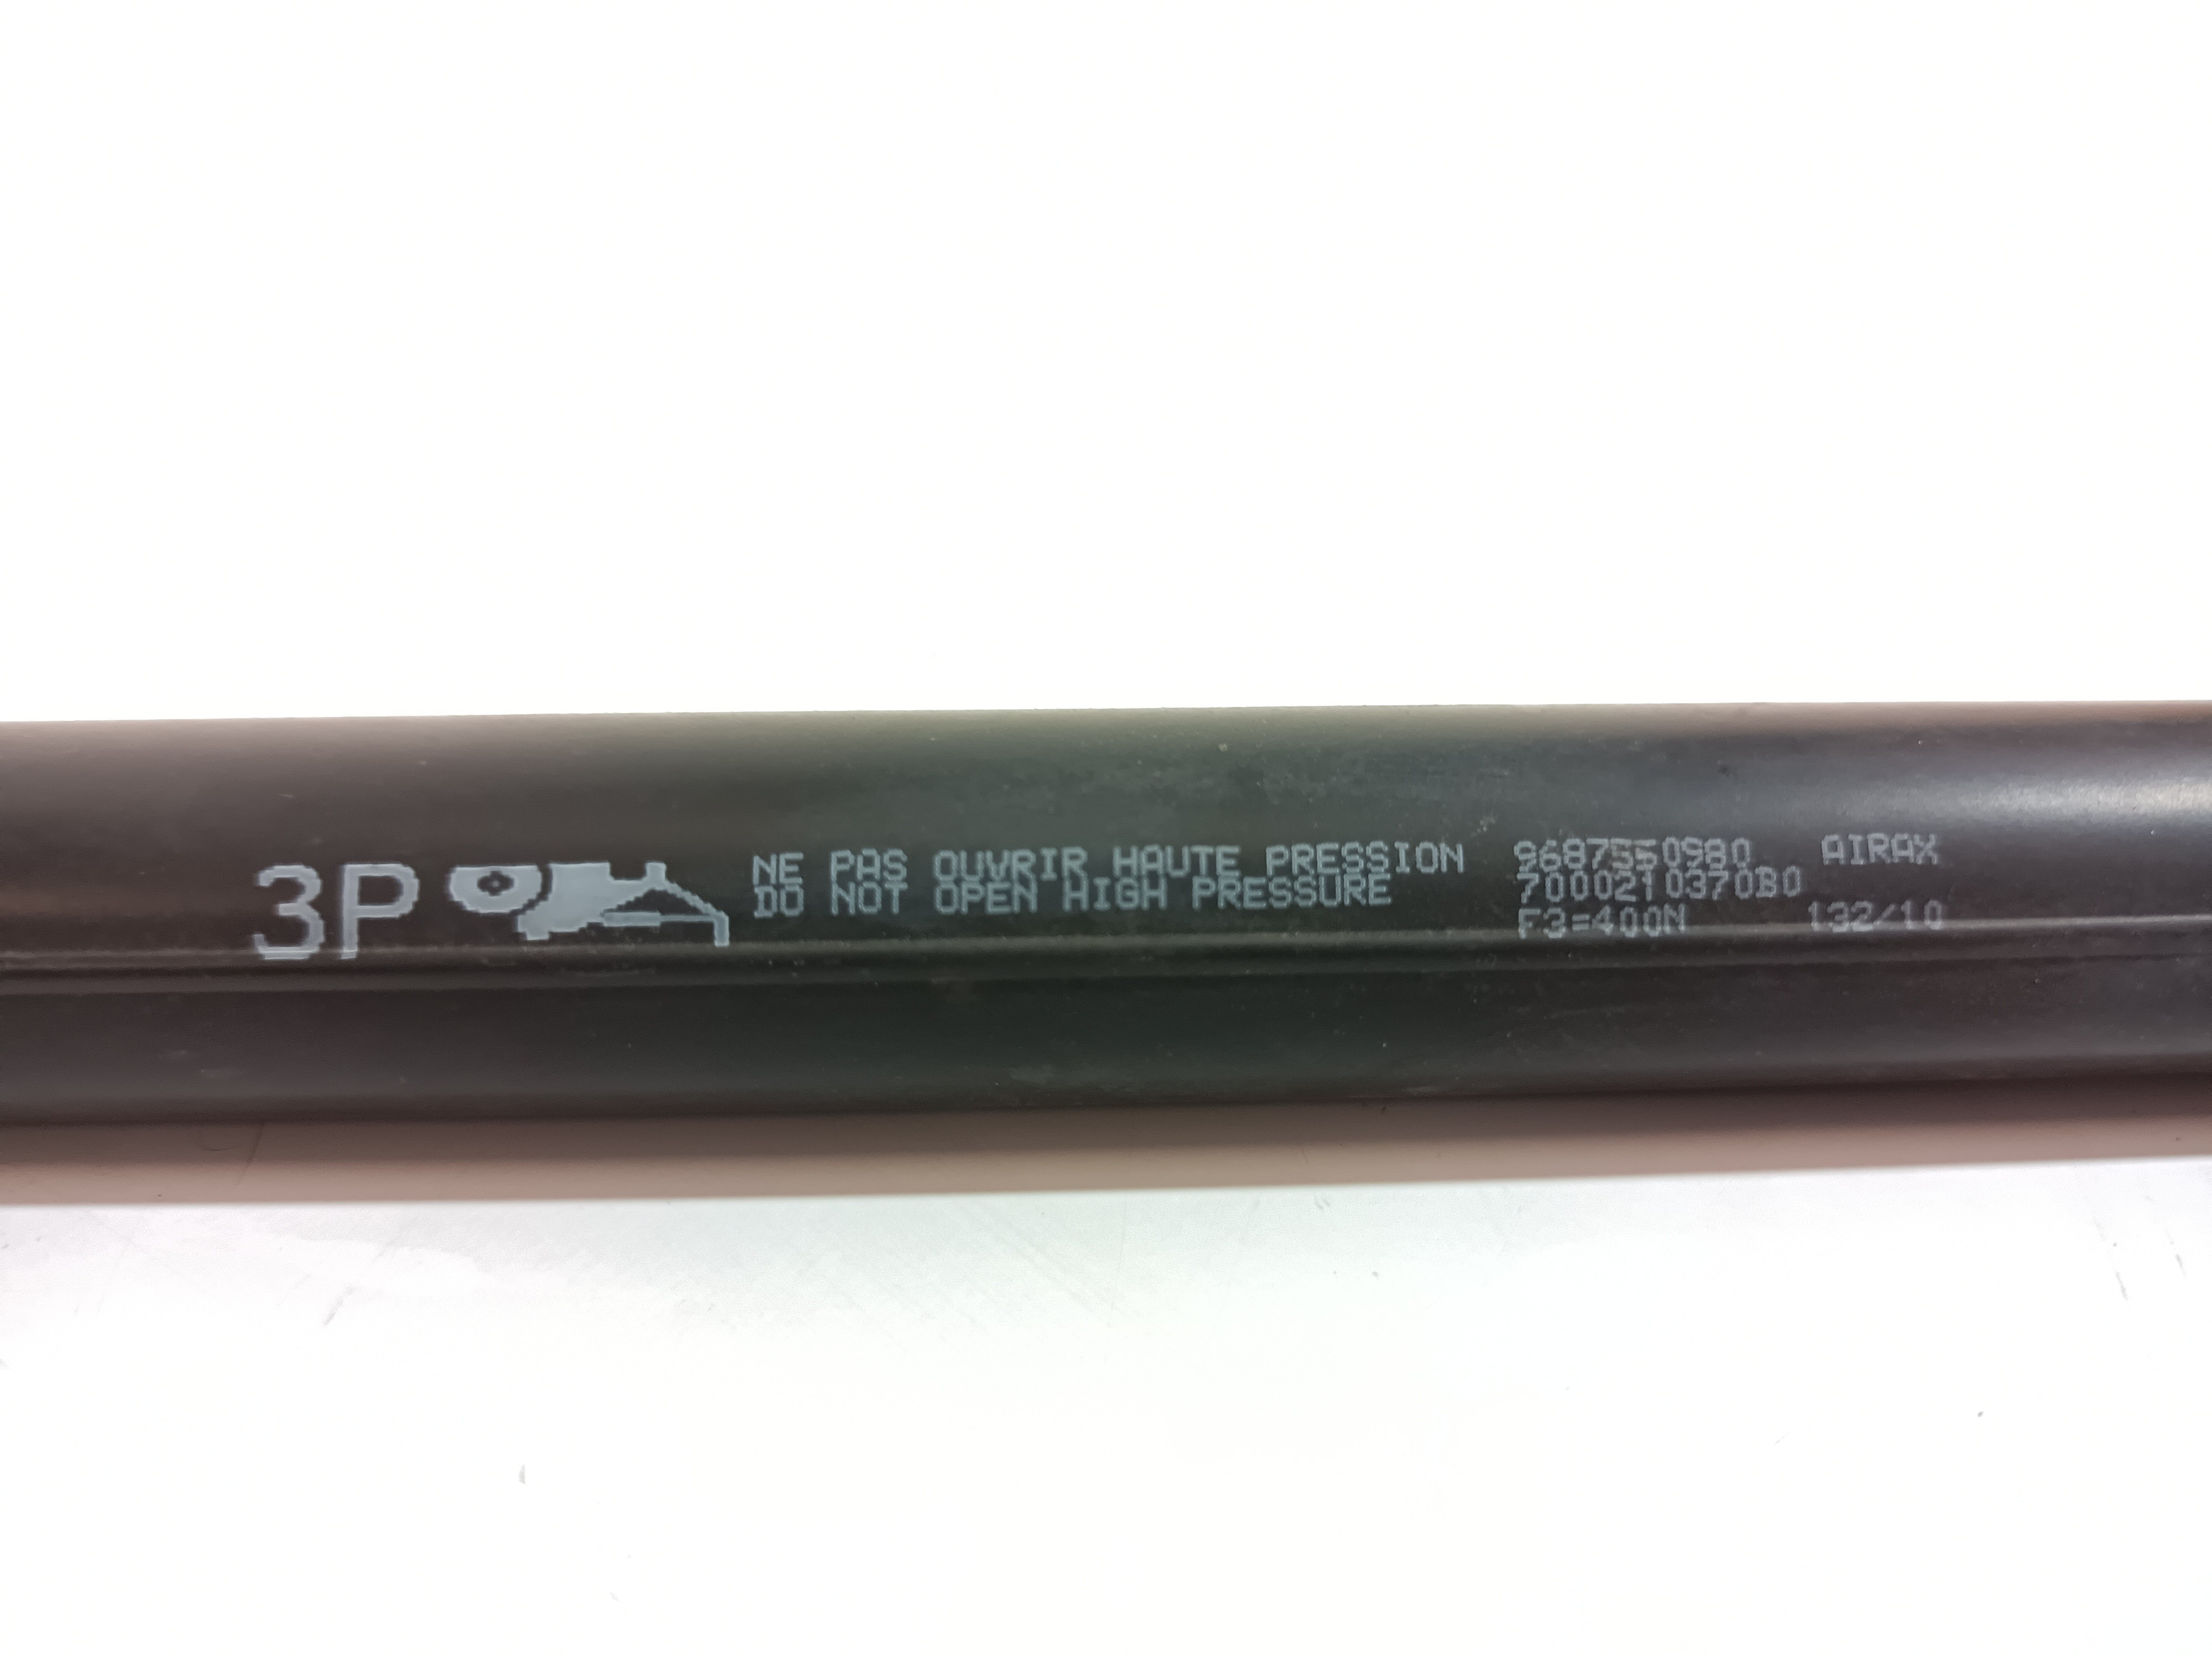 3P
NE PAS OUVRIR HAUTE PRESSION
DO NOT OPEN HIGH PRESSURE
9687550980 AIRAX
7000210370B0
F3=400N 132/10